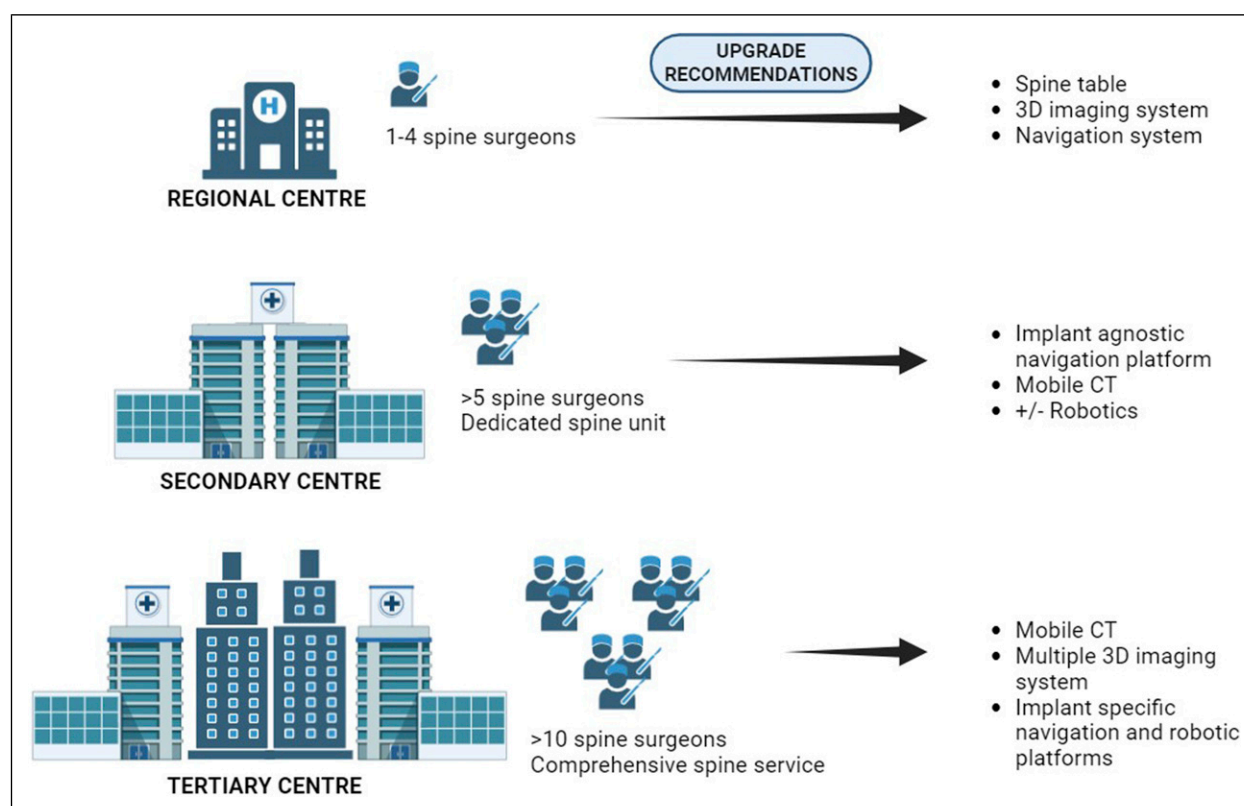 UPGRADE
RECOMMENDATIONS
H
1-4 spine surgeons
REGIONAL CENTRE
• Spine table
• 3D imaging system
• Navigation system
>5 spine surgeons
Dedicated spine unit
SECONDARY CENTRE
• Implant agnostic
navigation platform
• Mobile CT
• +/- Robotics
>10 spine surgeons
Comprehensive spine service
TERTIARY CENTRE
• Mobile CT
• Multiple 3D imaging
system
• Implant specific
navigation and robotic
platforms